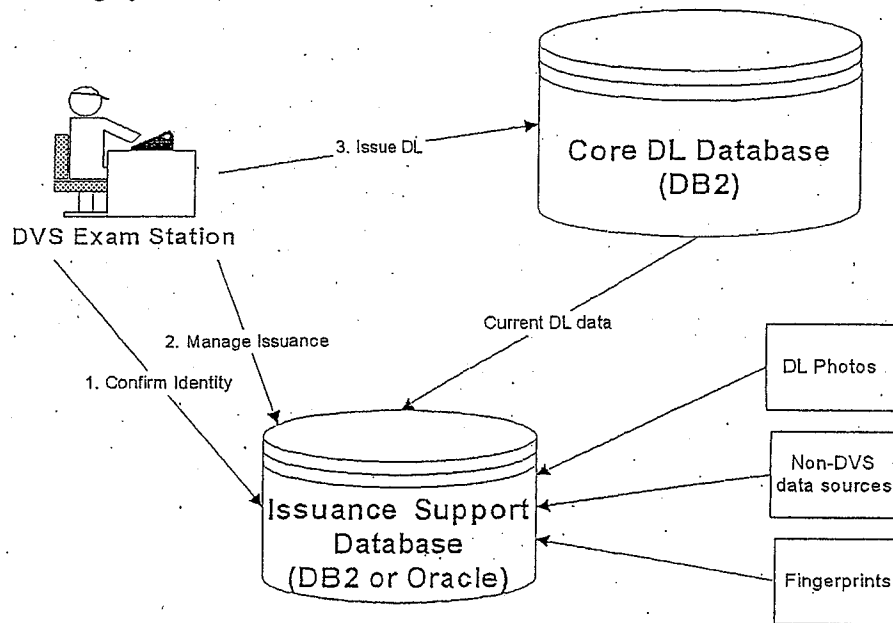 3. Issue DL
Core DL Database
(DB2)
DVS Exam Station
Current DL data
2. Manage Issuance
1. Confirm Identity
DL Photos
Non-DVS
data sources
Issuance Support
Database
(DB2 or Oracle)
Fingerprints